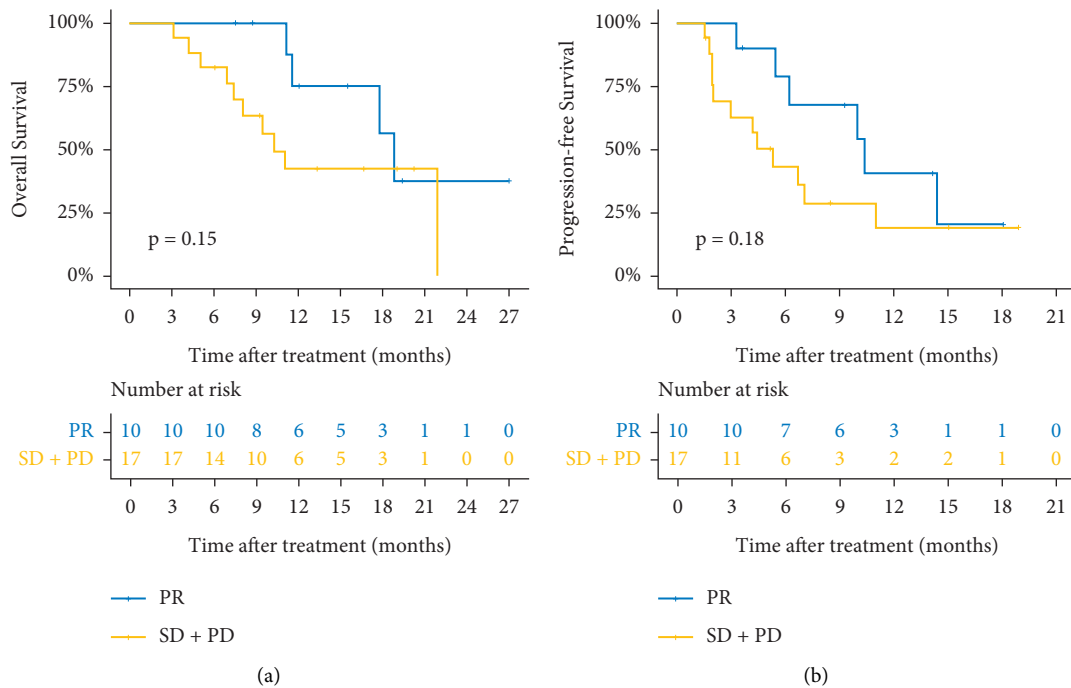 Overall Survival
100%
75%
50%
25%
0%
p = 0.15
0 3 6 9 12 15 18 21 24 27
Time after treatment (months)
Number at risk
PR 10 10 10 8 6 5 3 1 1 0
SD + PD 17 17 14 10 6 5 3 1 0 0
0 3 6 9 12 15 18 21 24 27
Time after treatment (months)
PR
SD + PD
(a)
Progression-free Survival
100%
75%
50%
25%
0%
p = 0.18
0 3 6 9 12 15 18 21
Time after treatment (months)
Number at risk
PR 10 10 7 6 3 1 1 0
SD + PD 17 11 6 3 2 2 1 0
0 3 6 9 12 15 18 21
Time after treatment (months)
PR
SD + PD
(b)